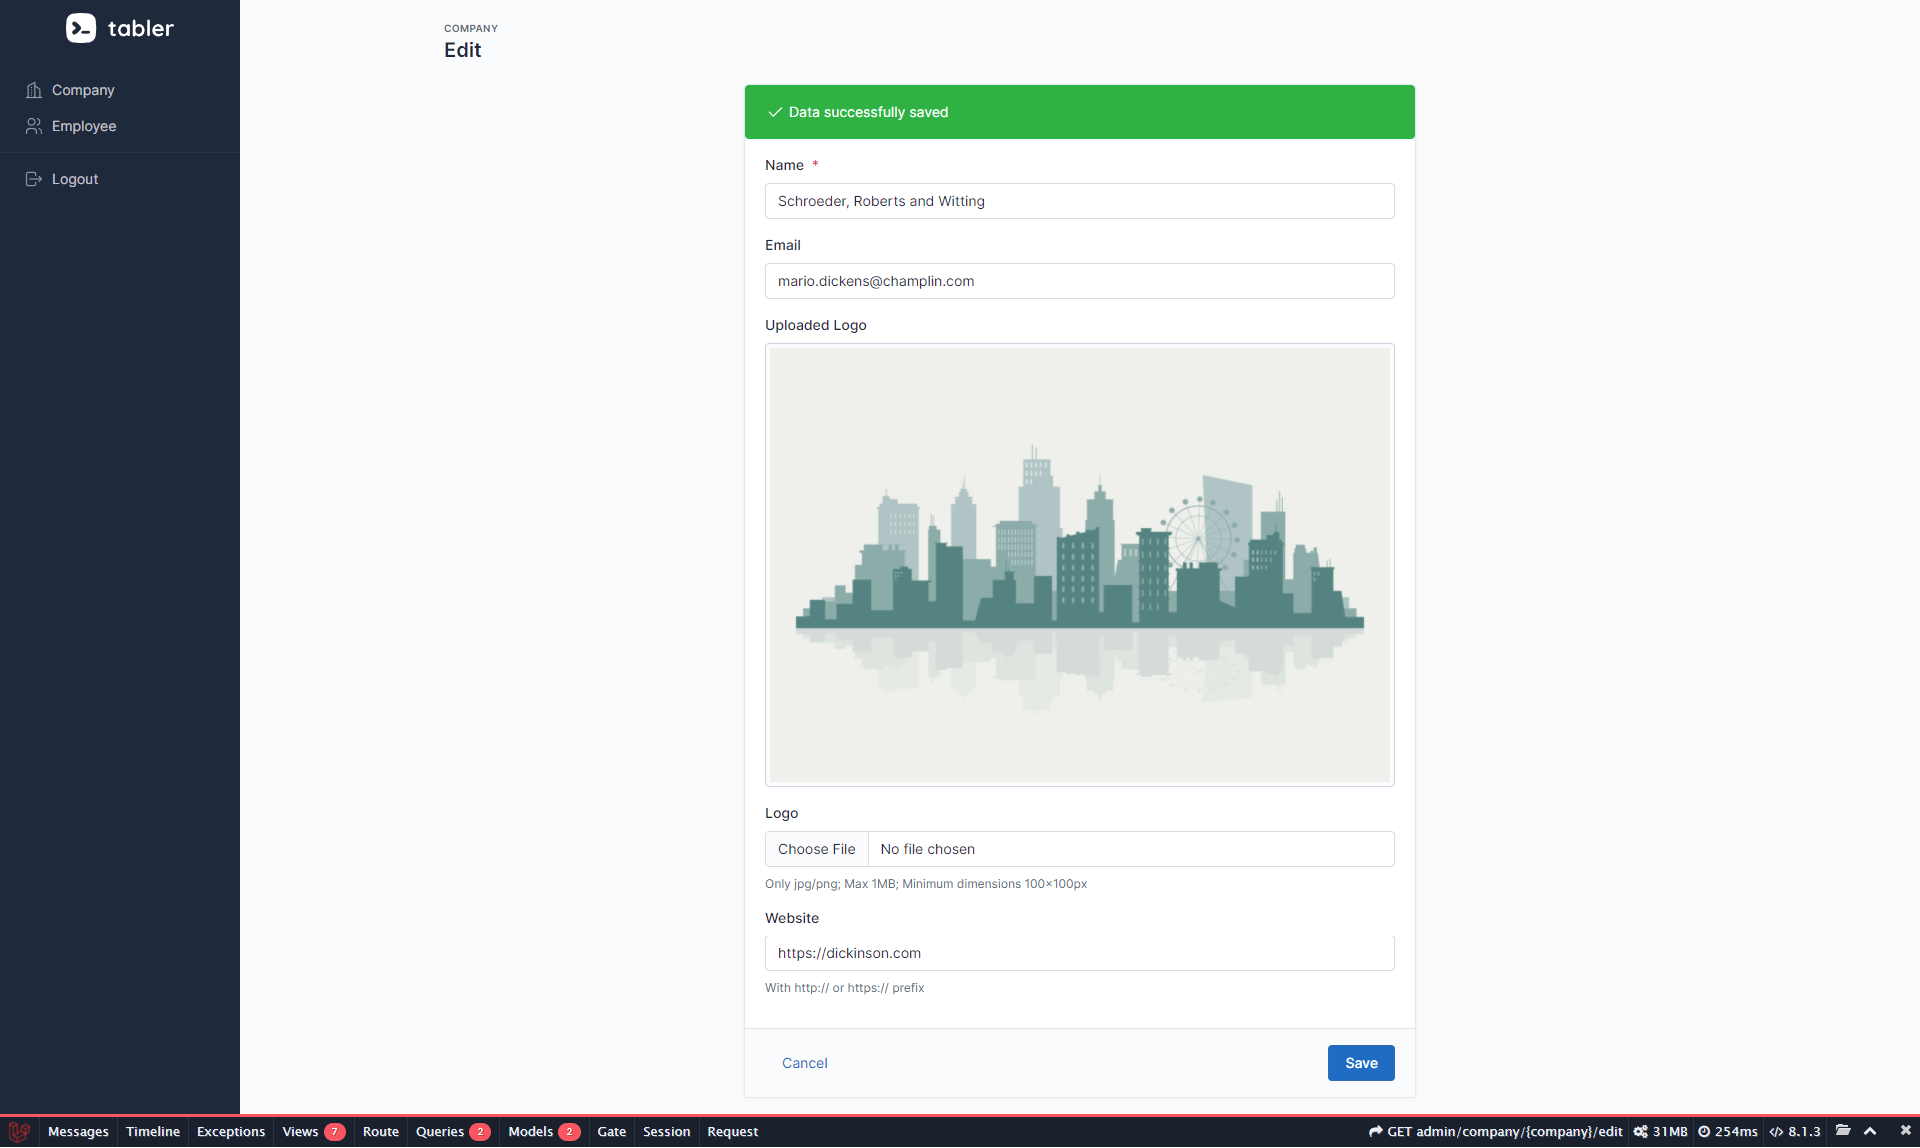 tabler
Company
Employee
Logout
COMPANY
Edit
Data successfully saved
Name *
Schroeder, Roberts and Witting
Email
mario.dickens@champlin.com
Uploaded Logo
Logo
Choose File No file chosen
Only jpg/png; Max 1MB; Minimum dimensions 100x100px
Website
https://dickinson.com
With http:// or https:// prefix
Cancel Save
Messages Timeline Exceptions Views 7 Route Queries 2 Models 2 Gate Session Request GET admin/company/{company}/edit 31MB 254ms 8.1.3